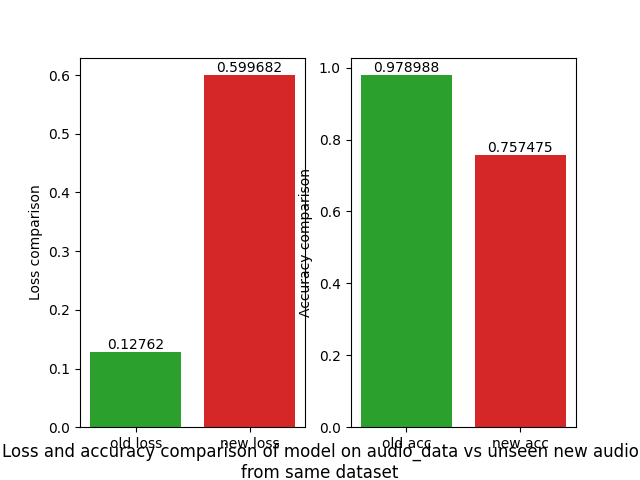 0.599682
0.12762
0.6
0.5
0.4
0.3
0.2
0.1
0.0
Loss comparison
old loss
new loss
0.978988
0.757475
1.0
0.8
0.6
0.4
0.2
0.0
Accuracy comparison
old acc
new acc
Loss and accuracy comparison of model on audio_data vs unseen new audio
from same dataset